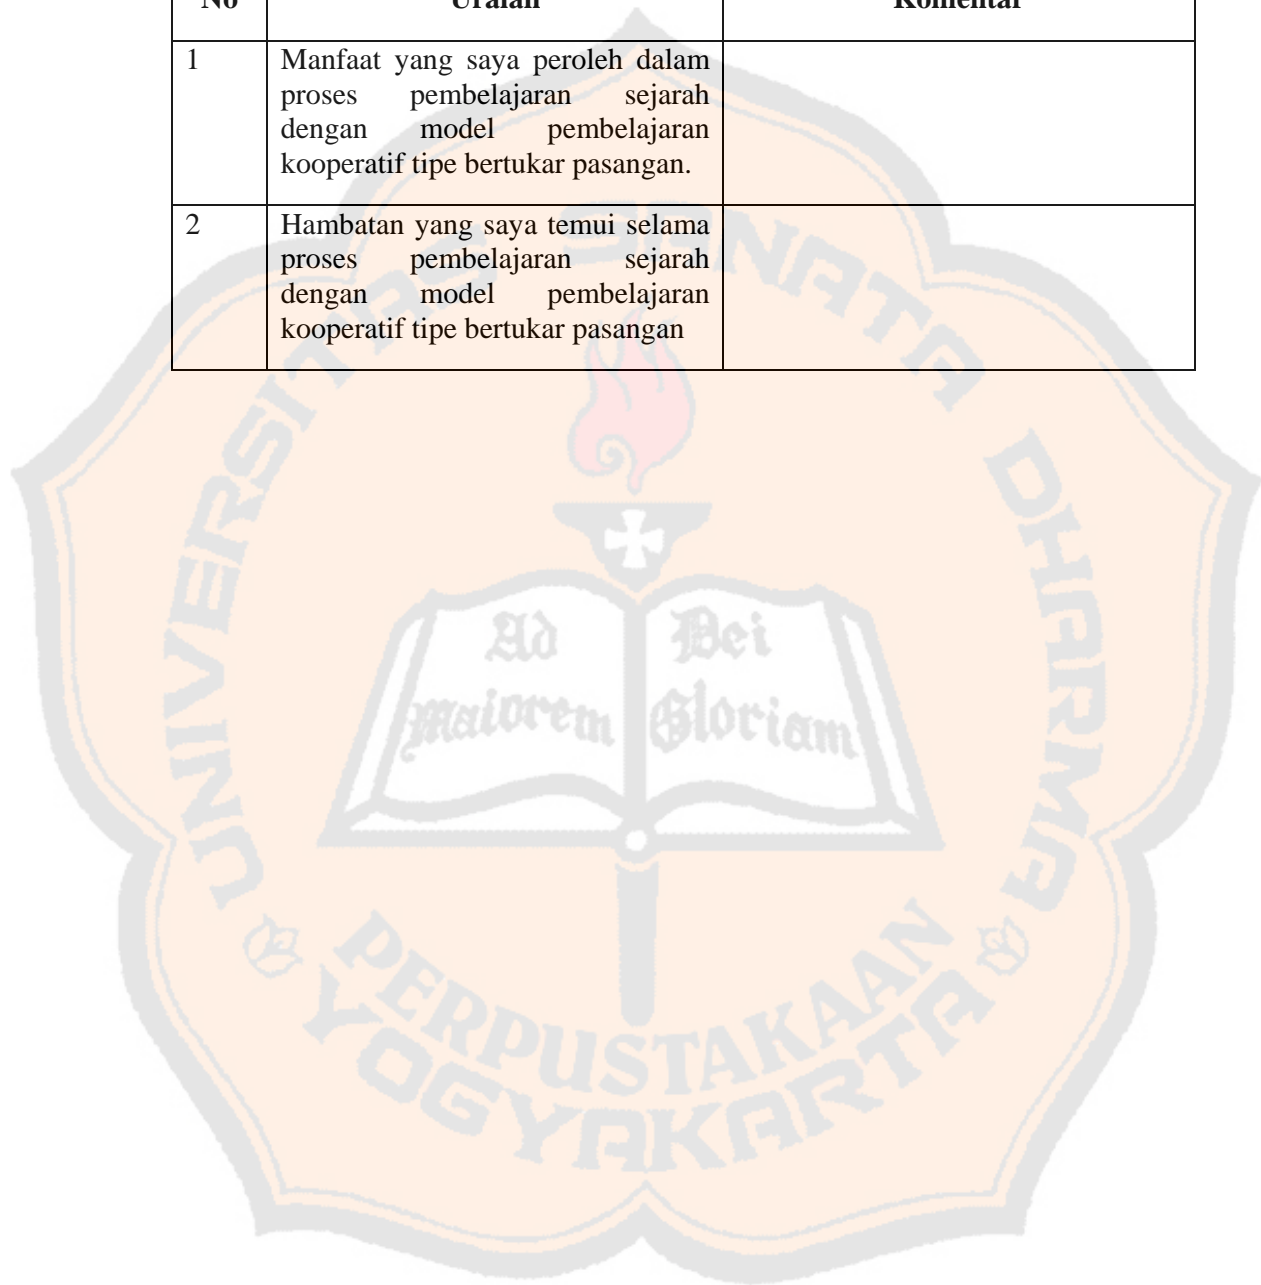 No Uraian Komentar
1 Manfaat yang saya peroleh dalam
proses pembelajaran sejarah
dengan model pembelajaran
kooperatif tipe bertukar pasangan.
2 Hambatan yang saya temui selama
proses pembelajaran sejarah
dengan model pembelajaran
kooperatif tipe bertukar pasangan
UNIVERSITAS SANATA DHARMA
Ad Dei
Maiorem Gloriam
PERPUSTAKAAN
YOGYAKARTA